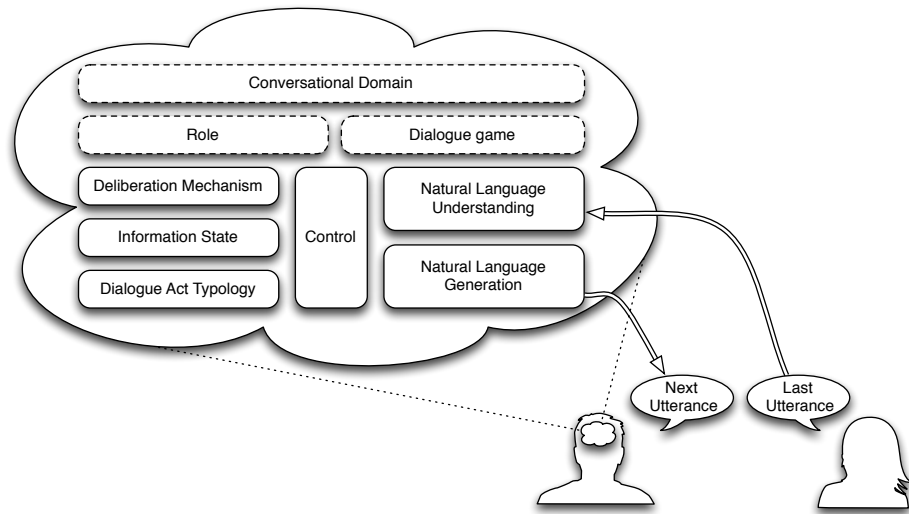 Conversational Domain
Role
Dialogue game
Deliberation Mechanism
Information State
Dialogue Act Typology
Control
Natural Language
Understanding
Natural Language
Generation
Next
Utterance
Last
Utterance